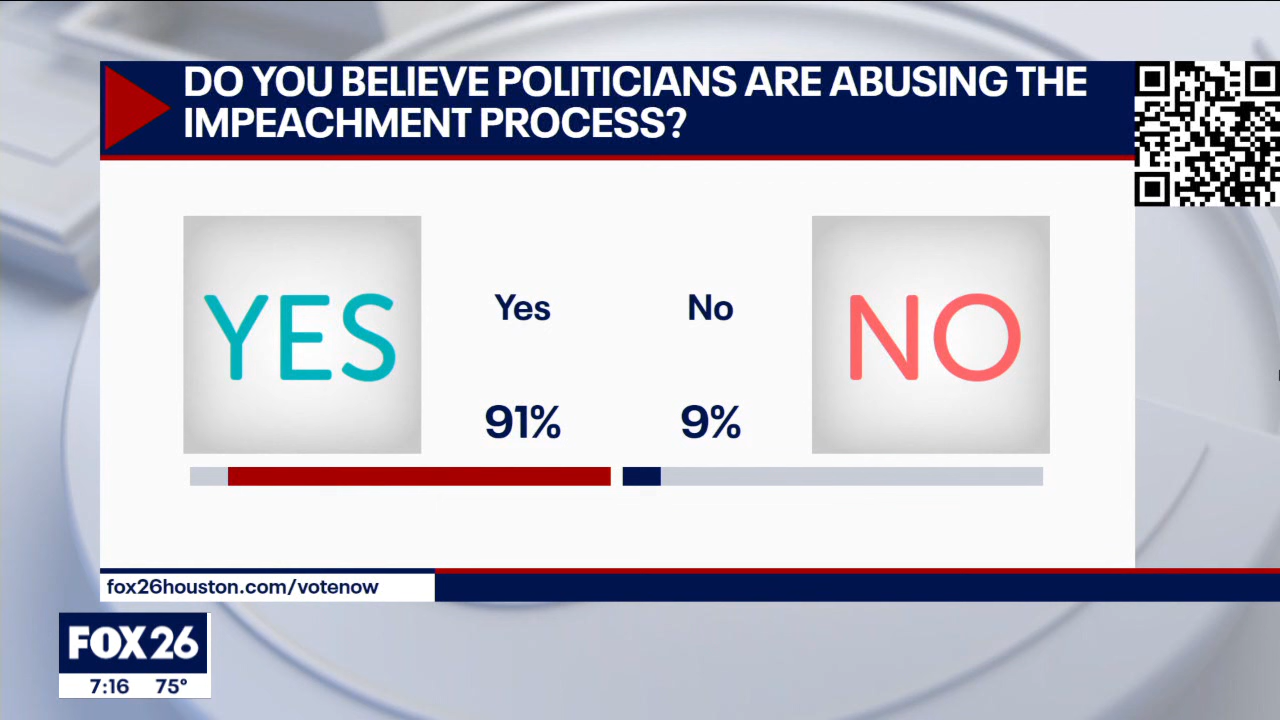 DO YOU BELIEVE POLITICIANS ARE ABUSING THE
IMPEACHMENT PROCESS?
YES
Yes
No
NO
91%
9%
fox26houston.com/votenow
FOX 26
7:16 75°